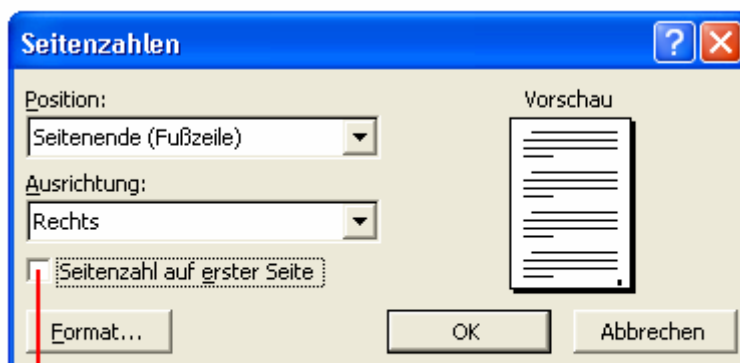 Seitenzahlen
Position:
Vorschau
Seitenende (Fußzeile)
Ausrichtung:
Rechts
Seitenzahl auf erster Seite
Format...
OK
Abbrechen